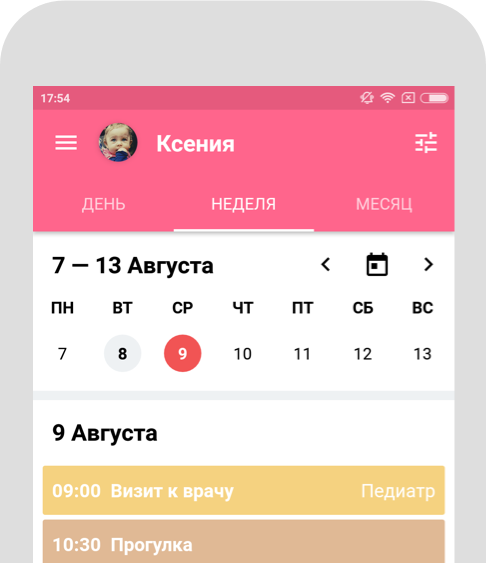 17:54
Ксения
ДЕНЬ НЕДЕЛЯ МЕСЯЦ
7 — 13 Августа
ПН ВТ СР ЧТ ПТ СБ ВС
7 8 9 10 11 12 13
9 Августа
09:00 Визит к врачу Педиатр
10:30 Прогулка